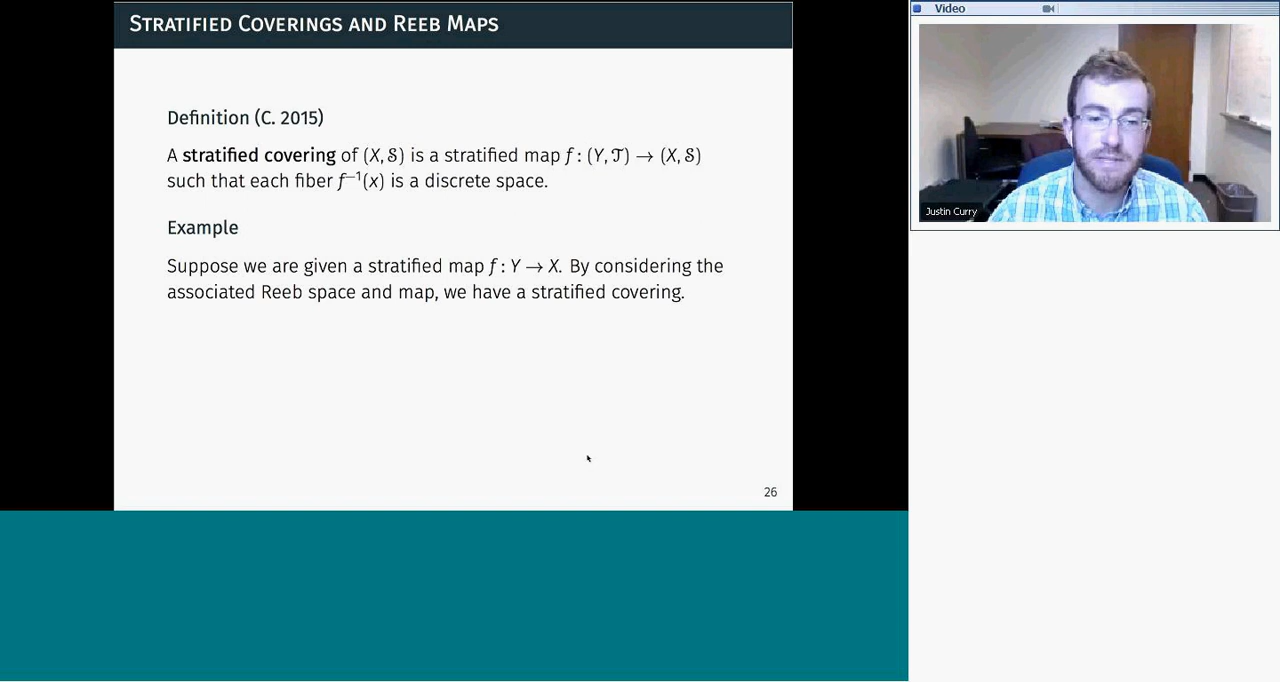 STRATIFIED COVERINGS AND REEB MAPS
Definition (C. 2015)
A stratified covering of (X, 𝒮) is a stratified map f : (Y, 𝒯) → (X, 𝒮)
such that each fiber f⁻¹(x) is a discrete space.
Example
Suppose we are given a stratified map f : Y → X. By considering the
associated Reeb space and map, we have a stratified covering.
26
Video
Justin Curry